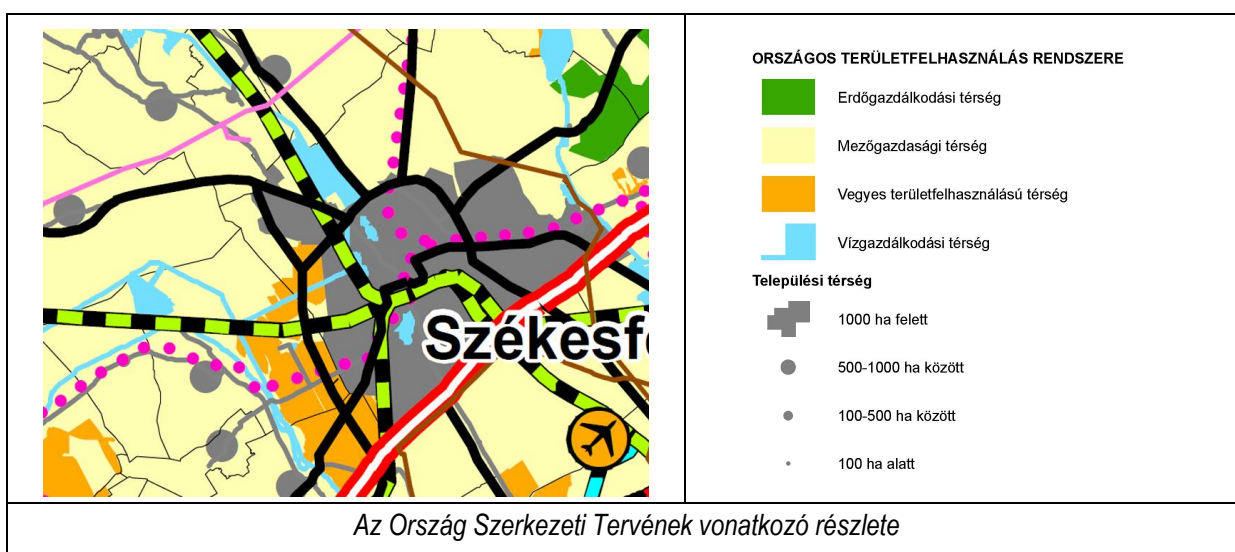 Székesf
ORSZÁGOS TERÜLETFELHASZNÁLÁS RENDSZERE
Erdőgazdálkodási térség
Mezőgazdasági térség
Vegyes területfelhasználású térség
Vízgazdálkodási térség
Települési térség
1000 ha felett
500-1000 ha között
100-500 ha között
100 ha alatt
Az Ország Szerkezeti Tervének vonatkozó részlete